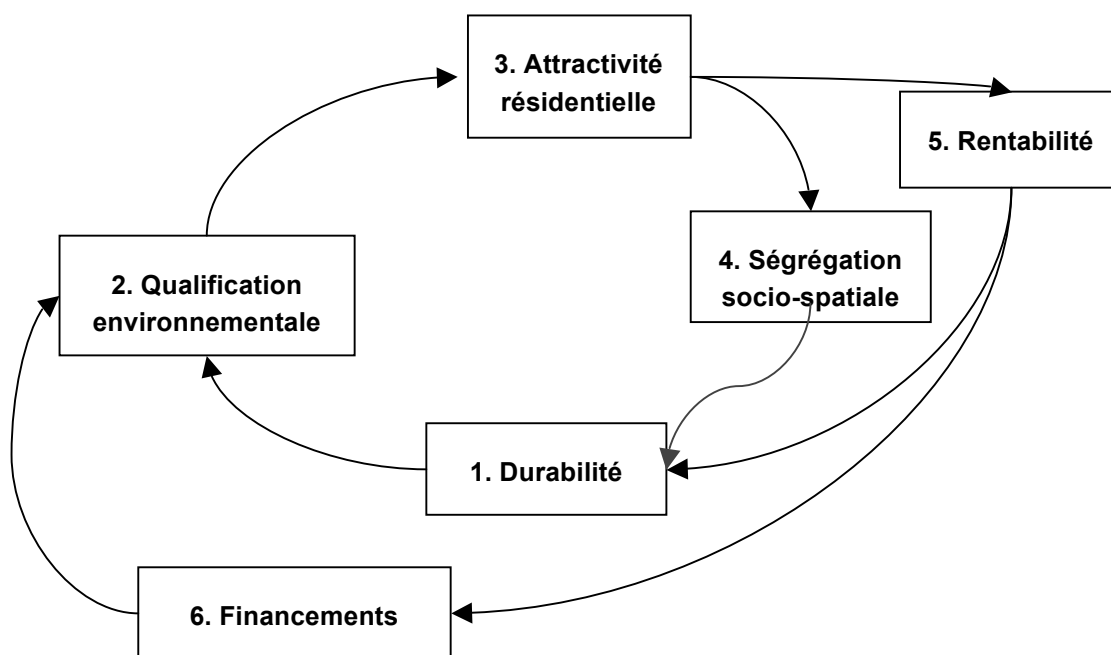 3. Attractivité
résidentielle
5. Rentabilité
4. Ségrégation
socio-spatiale
2. Qualification
environnementale
1. Durabilité
6. Financements